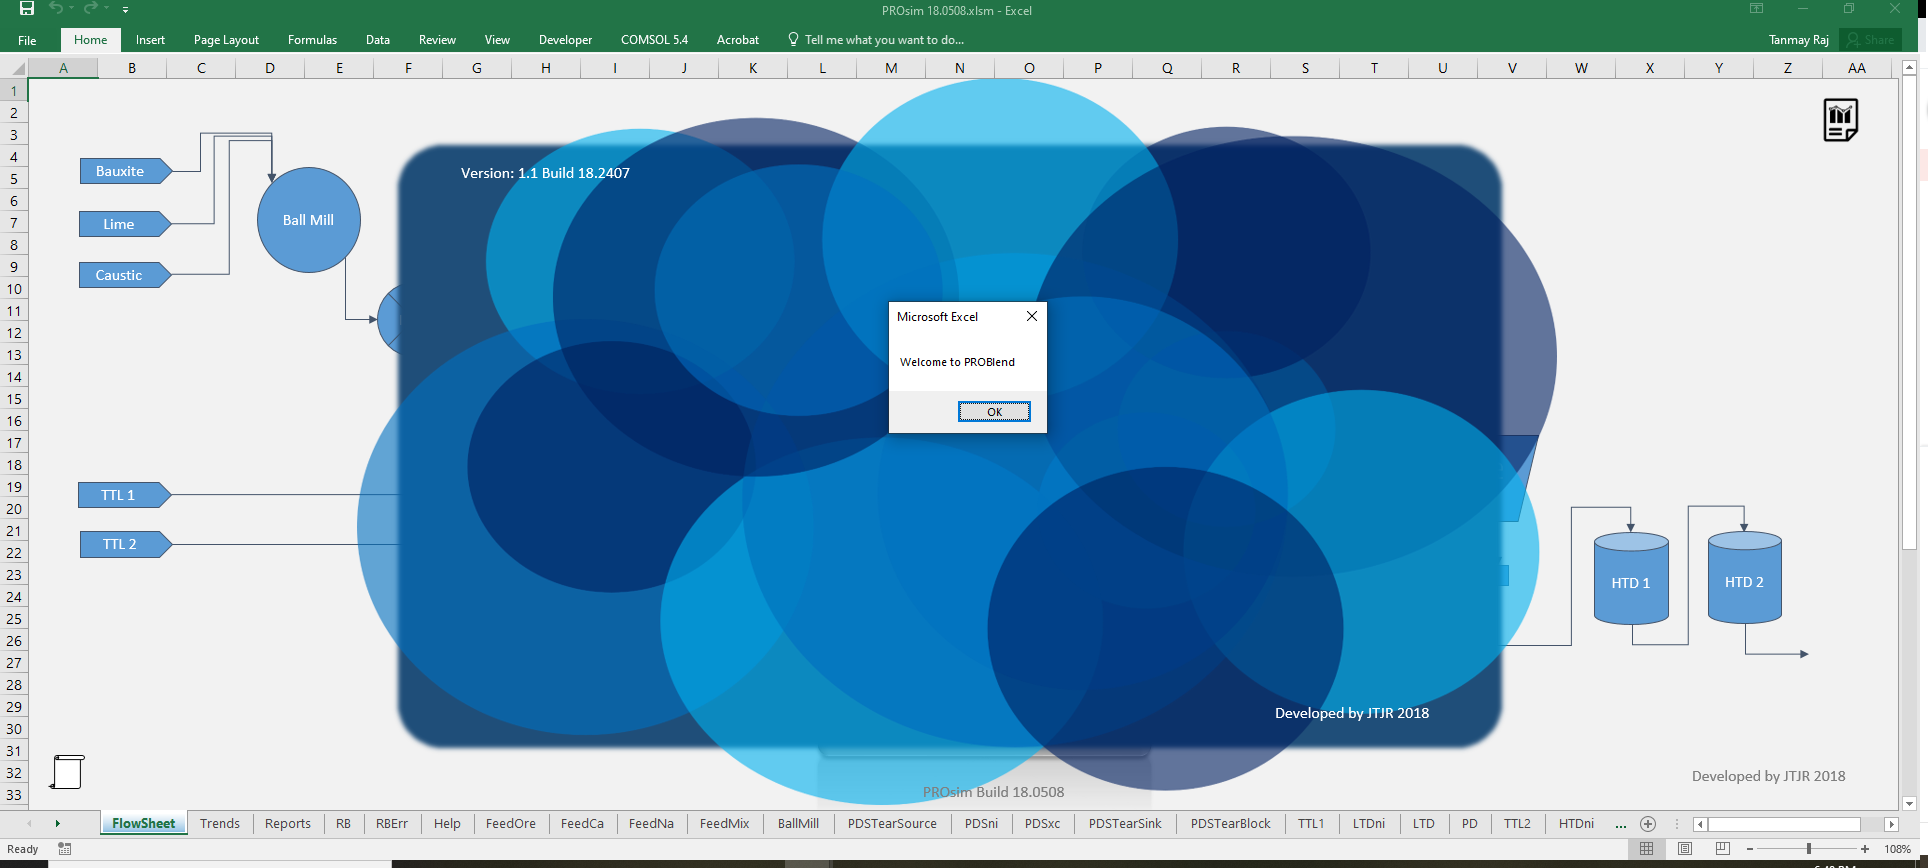 PROsim 18.0508.xlsm - Excel
File Home Insert Page Layout Formulas Data Review View Developer COMSOL 5.4 Acrobat Tell me what you want to do... Tanmay Raj Share
A B C D E F G H I J K L M N O P Q R S T U V W X Y Z AA
1
2
3
4
5
6
7
8
9
10
11
12
13
14
15
16
17
18
19
20
21
22
23
24
25
26
27
28
29
30
31
32
33
Bauxite
Lime
Caustic
Ball Mill
TTL 1
TTL 2
Version: 1.1 Build 18.2407
Microsoft Excel
Welcome to PROBlend
OK
HTD 1
HTD 2
Developed by JTJR 2018
Developed by JTJR 2018
PROsim Build 18.0508
FlowSheet Trends Reports RB RBErr Help FeedOre FeedCa FeedNa FeedMix BallMill PDSTearSource PDSni PDSxc PDSTearSink PDSTearBlock TTL1 LTDni LTD PD TTL2 HTDni ...
Ready 108%